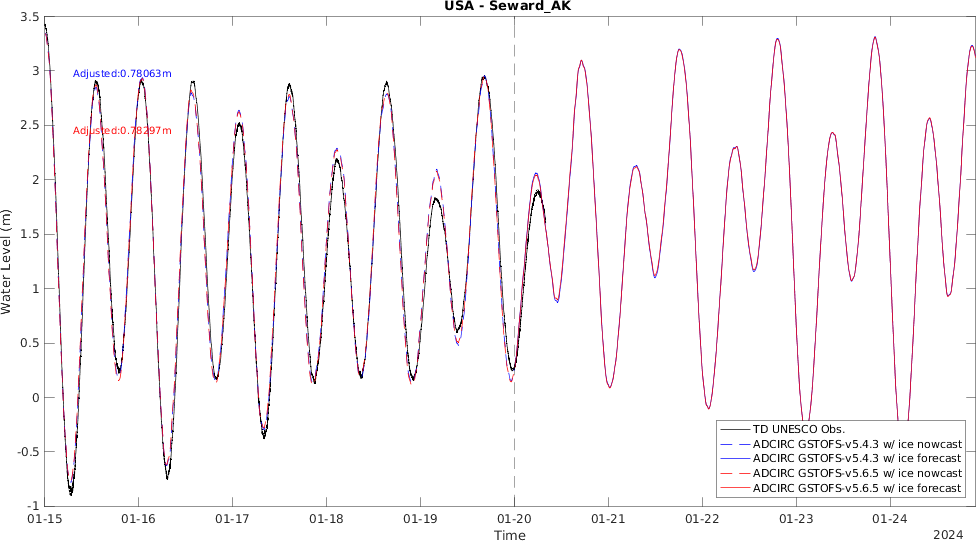 USA - Seward_AK
3.5
3
2.5
2
1.5
1
0.5
0
-0.5
-1
Water Level (m)
Adjusted:0.78063m
Adjusted:0.78297m
TD UNESCO Obs.
ADCIRC GSTOFS-v5.4.3 w/ ice nowcast
ADCIRC GSTOFS-v5.4.3 w/ ice forecast
ADCIRC GSTOFS-v5.6.5 w/ ice nowcast
ADCIRC GSTOFS-v5.6.5 w/ ice forecast
01-15 01-16 01-17 01-18 01-19 01-20 01-21 01-22 01-23 01-24
Time
2024